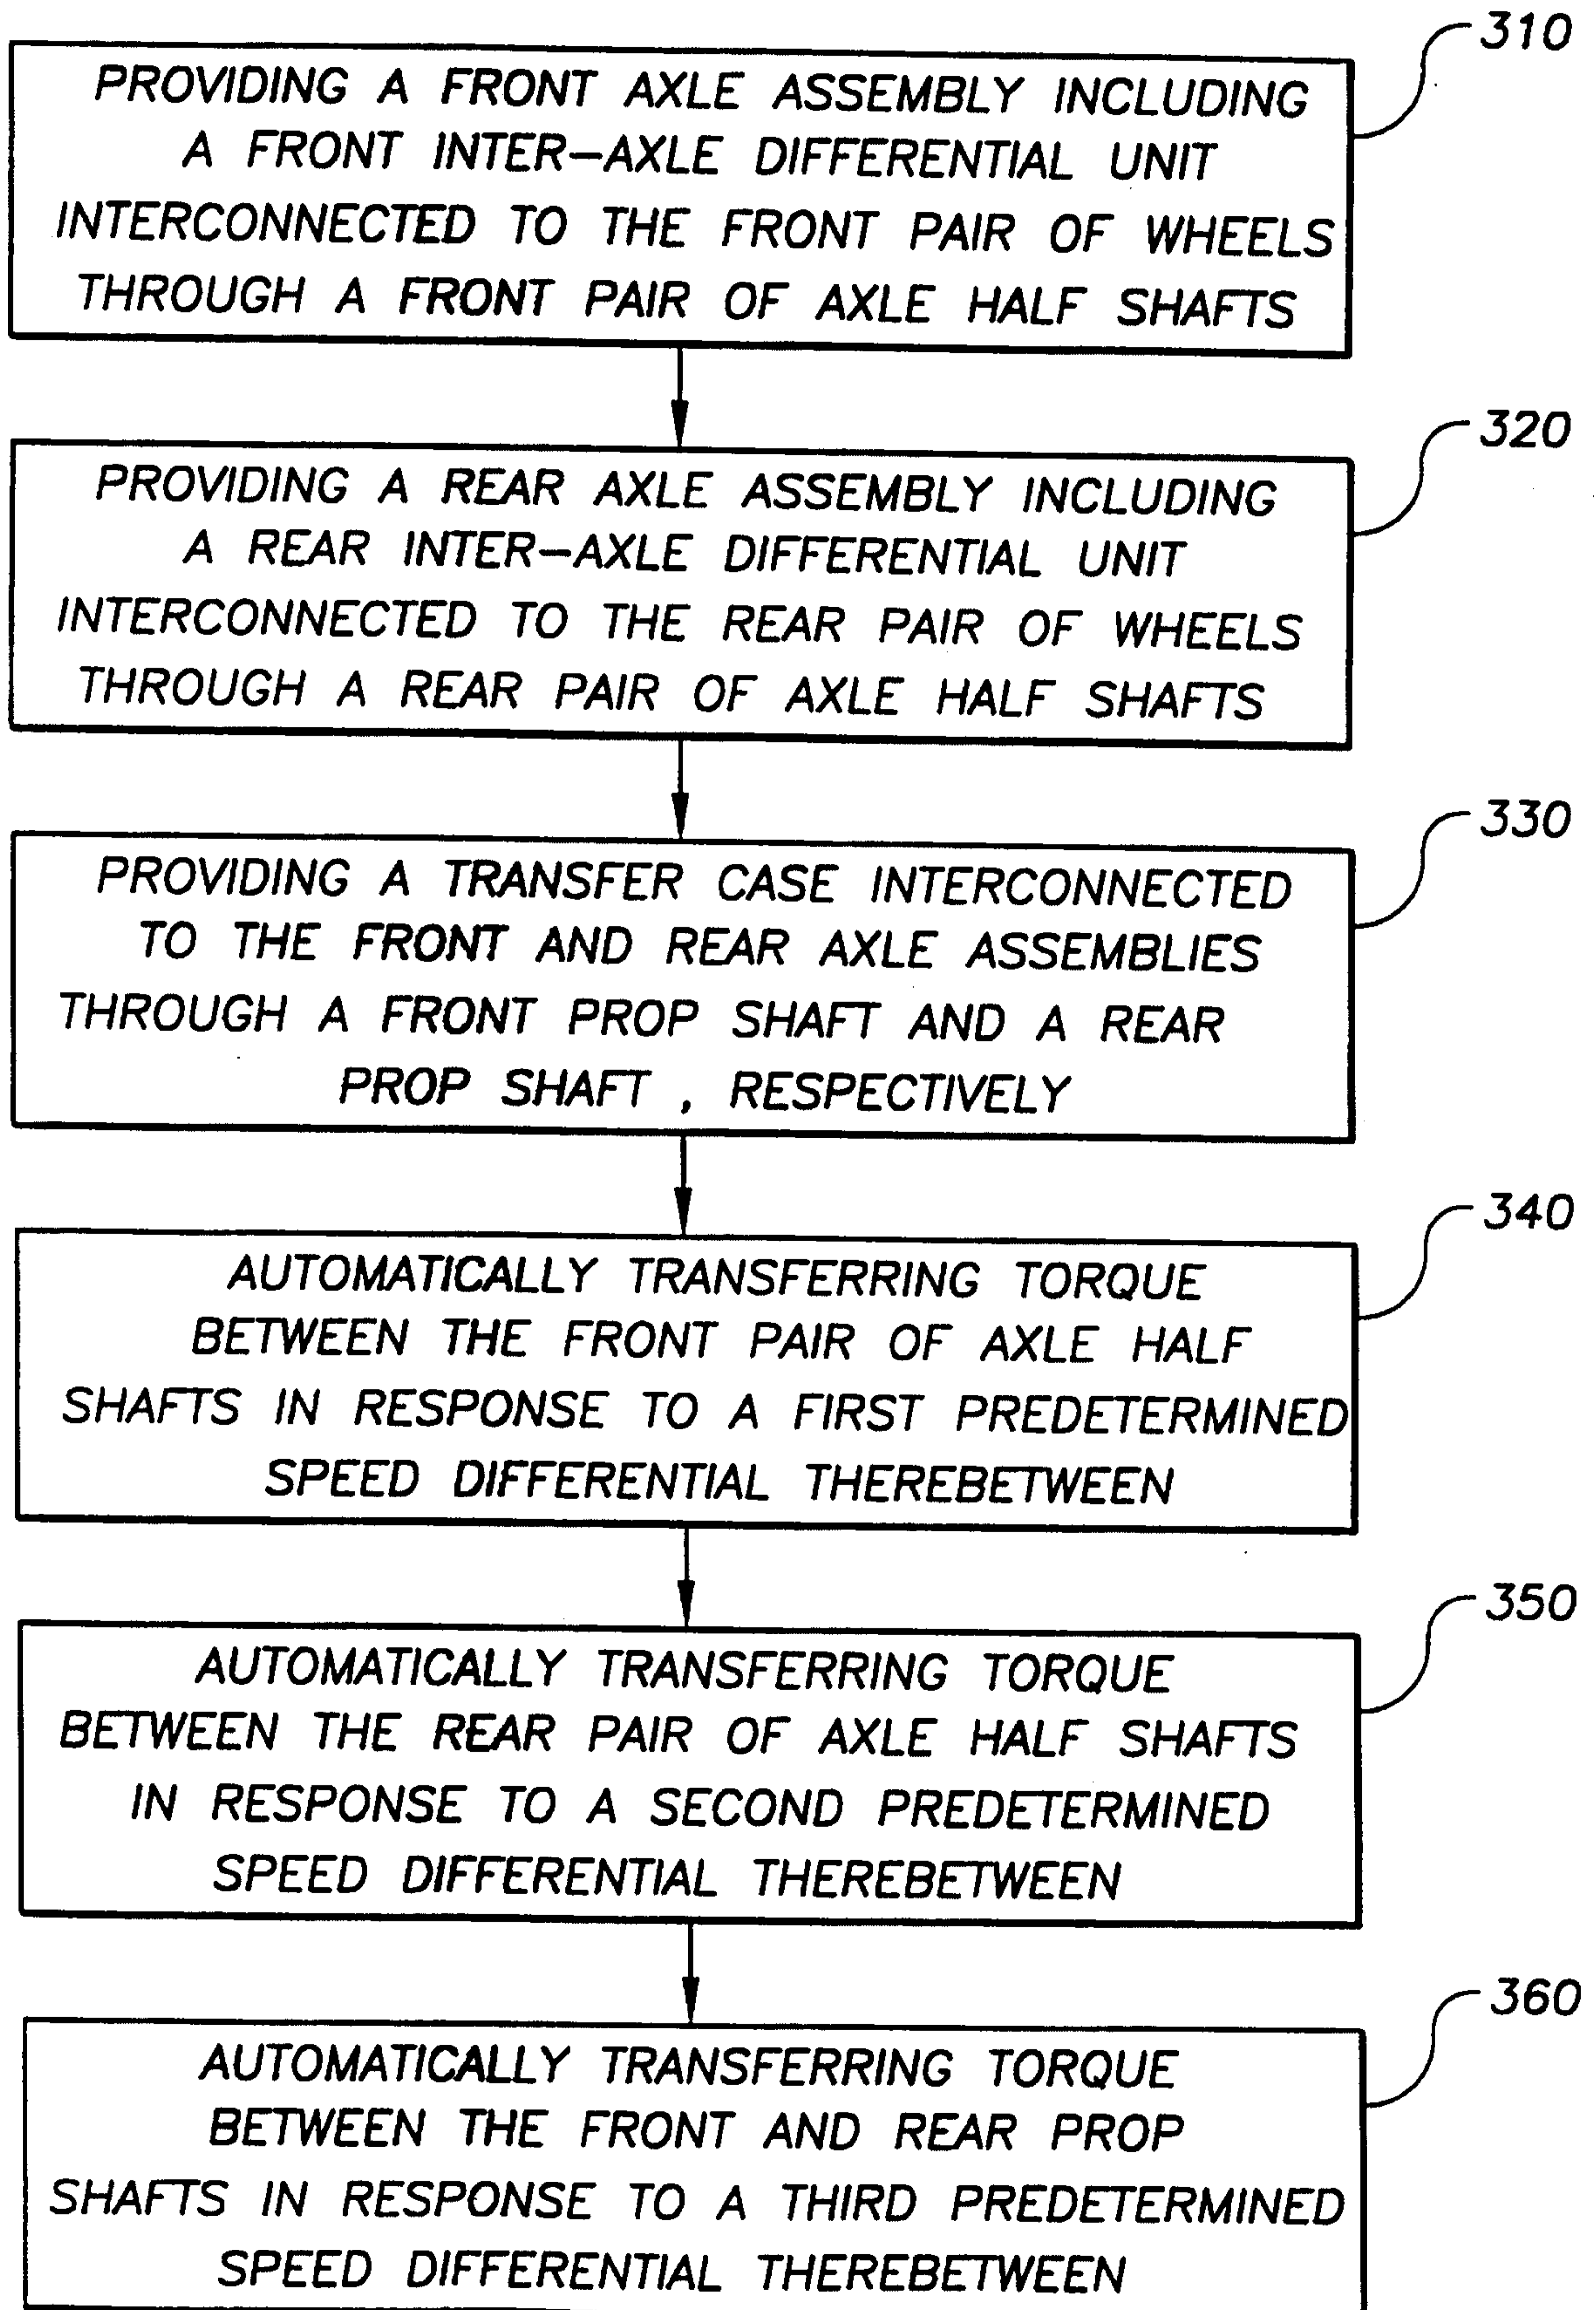 310
PROVIDING A FRONT AXLE ASSEMBLY INCLUDING
A FRONT INTER-AXLE DIFFERENTIAL UNIT
INTERCONNECTED TO THE FRONT PAIR OF WHEELS
THROUGH A FRONT PAIR OF AXLE HALF SHAFTS
320
PROVIDING A REAR AXLE ASSEMBLY INCLUDING
A REAR INTER-AXLE DIFFERENTIAL UNIT
INTERCONNECTED TO THE REAR PAIR OF WHEELS
THROUGH A REAR PAIR OF AXLE HALF SHAFTS
330
PROVIDING A TRANSFER CASE INTERCONNECTED
TO THE FRONT AND REAR AXLE ASSEMBLIES
THROUGH A FRONT PROP SHAFT AND A REAR
PROP SHAFT , RESPECTIVELY
340
AUTOMATICALLY TRANSFERRING TORQUE
BETWEEN THE FRONT PAIR OF AXLE HALF
SHAFTS IN RESPONSE TO A FIRST PREDETERMINED
SPEED DIFFERENTIAL THEREBETWEEN
350
AUTOMATICALLY TRANSFERRING TORQUE
BETWEEN THE REAR PAIR OF AXLE HALF SHAFTS
IN RESPONSE TO A SECOND PREDETERMINED
SPEED DIFFERENTIAL THEREBETWEEN
360
AUTOMATICALLY TRANSFERRING TORQUE
BETWEEN THE FRONT AND REAR PROP
SHAFTS IN RESPONSE TO A THIRD PREDETERMINED
SPEED DIFFERENTIAL THEREBETWEEN